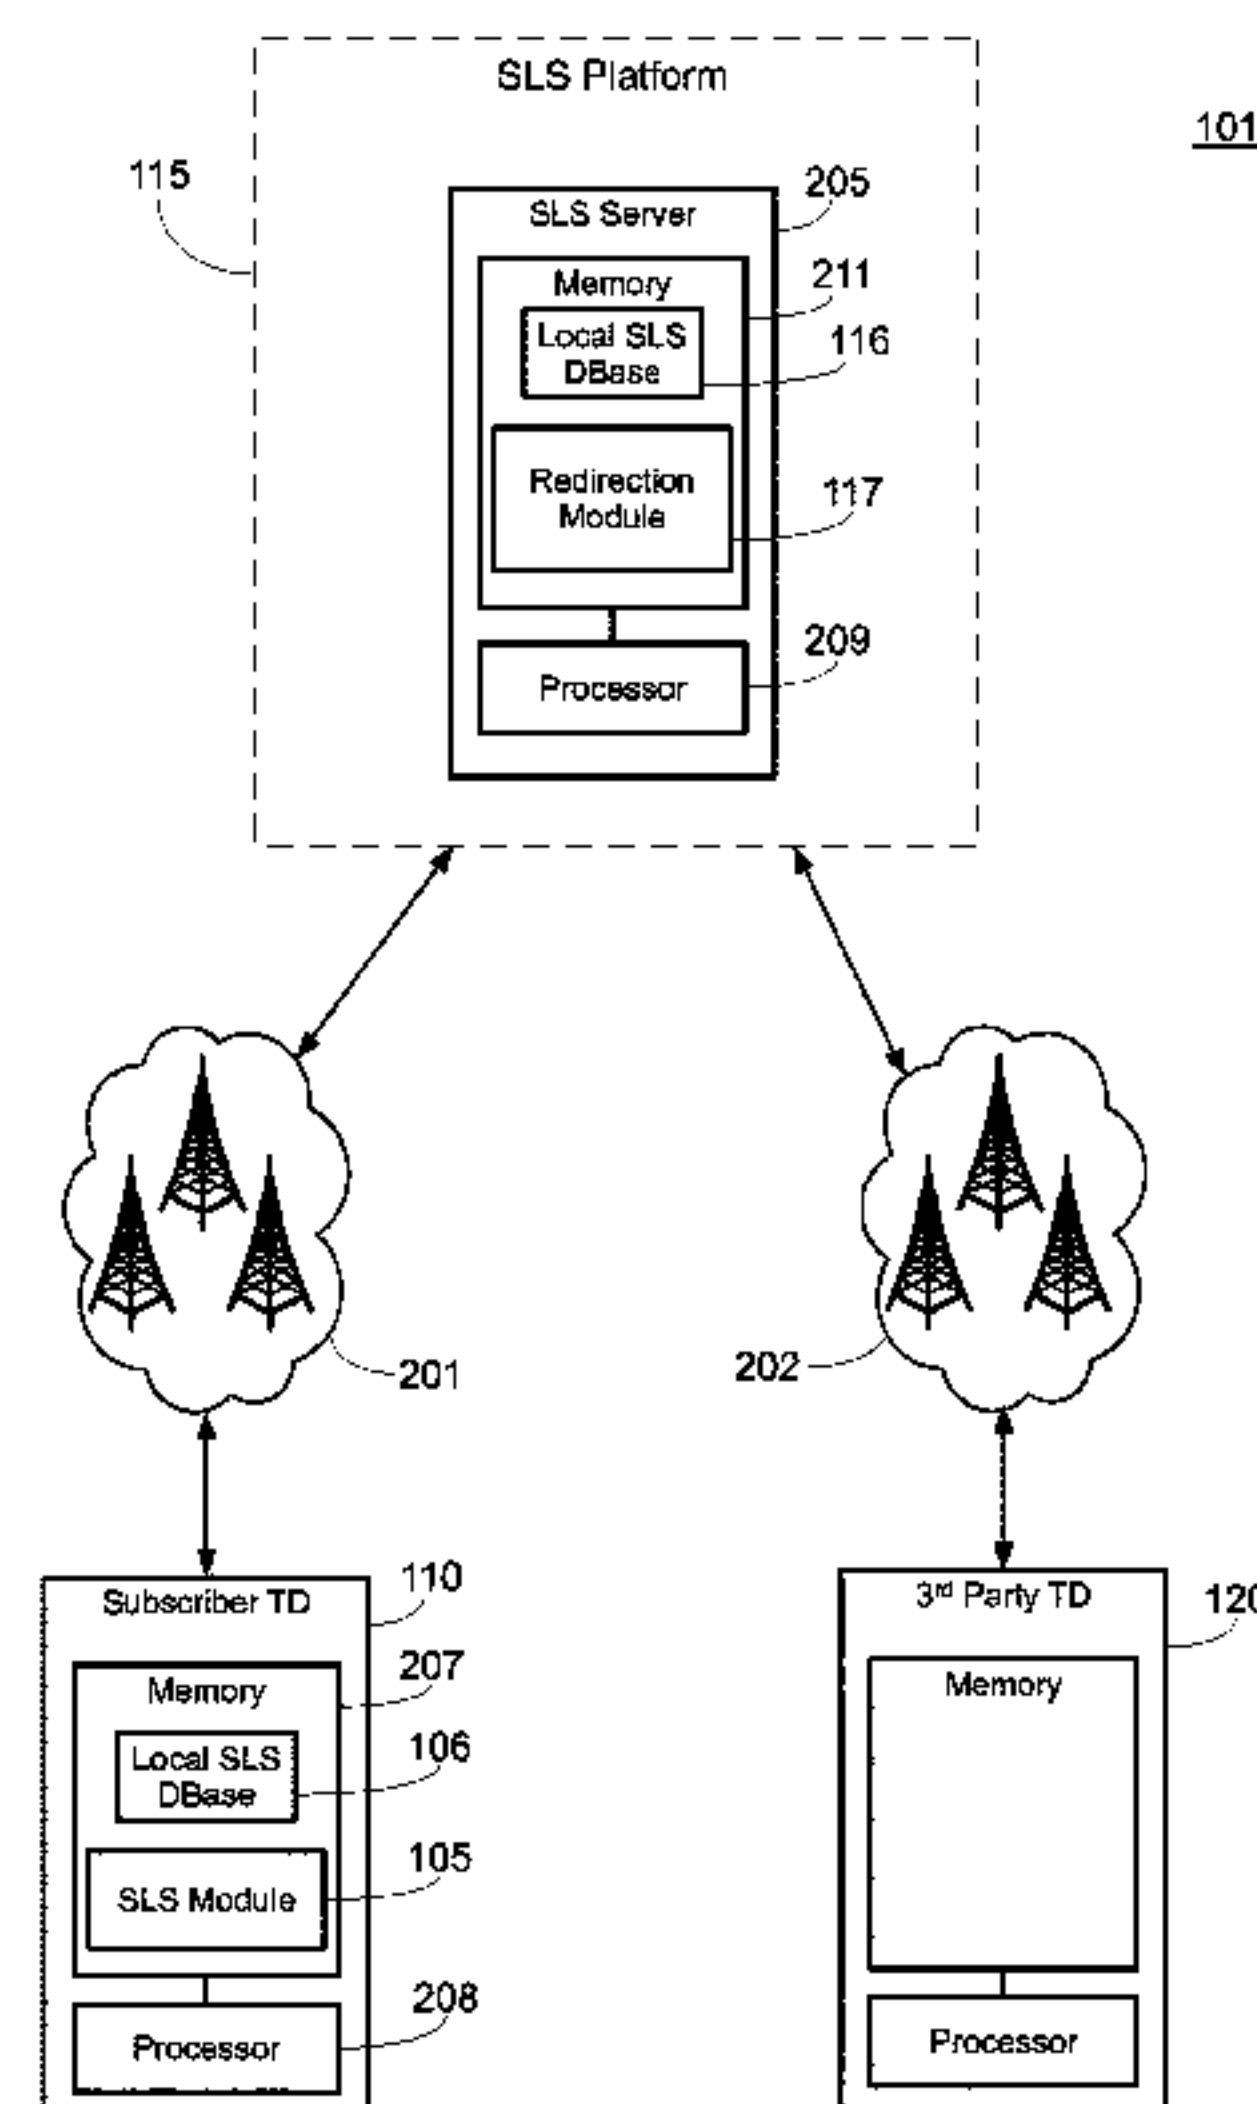 SLS Platform
101
115
205
SLS Server
211
Memory
Local SLS
DBase
116
Redirection
Module
117
209
Processor
201
202
110
Subscriber TD
207
Memory
106
Local SLS
DBase
105
SLS Module
208
Processor
3rd Party TD
120
Memory
Processor